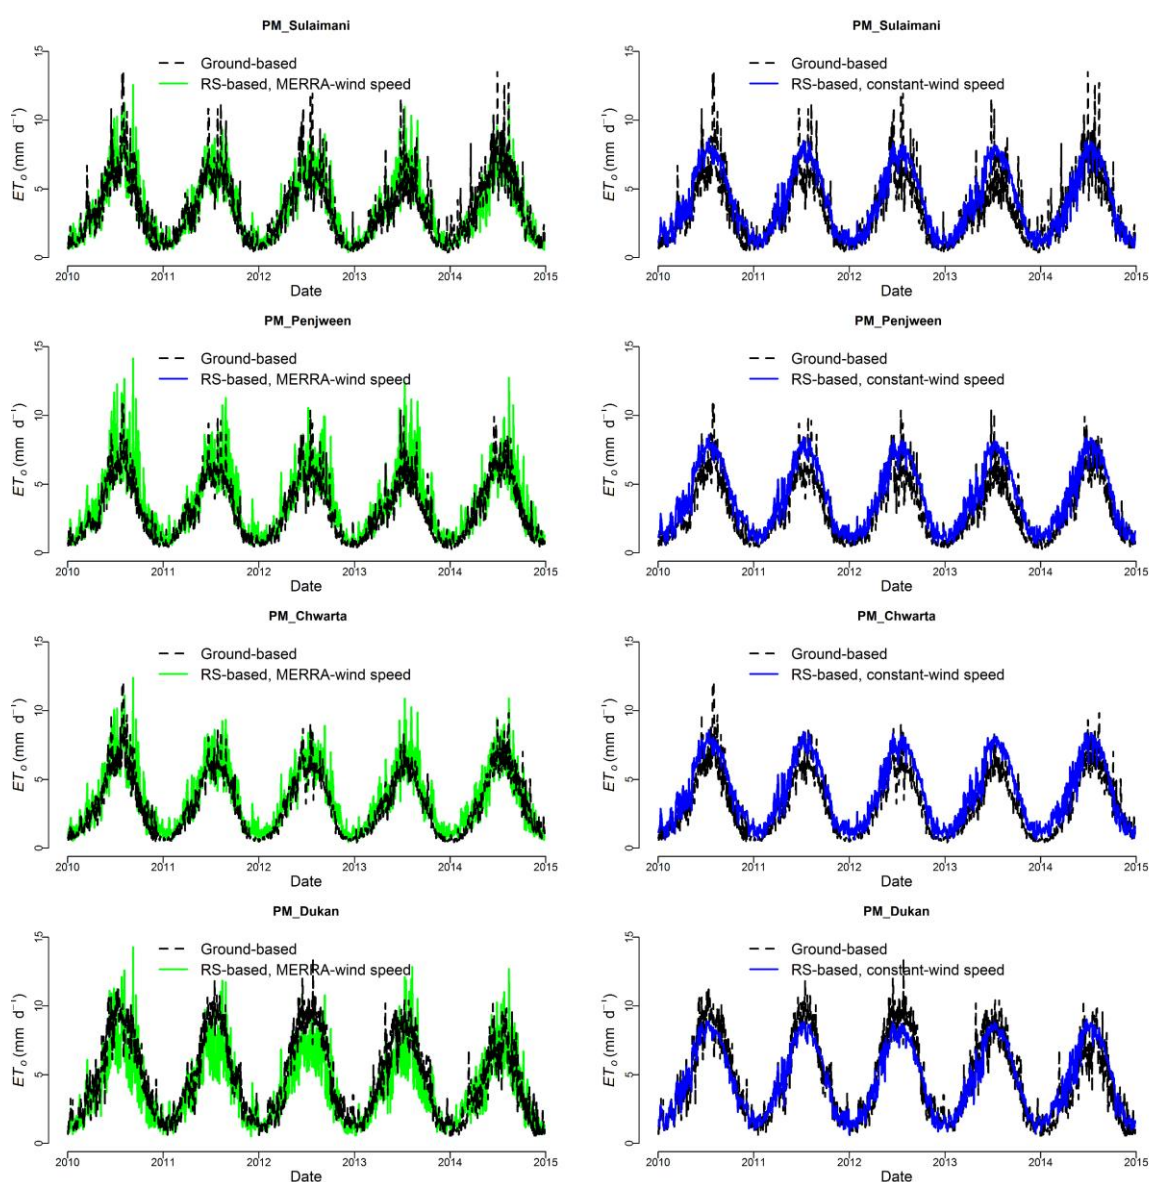 PM_Sulaimani
Ground-based
RS-based, MERRA-wind speed
ETo (mm d−1)
15
10
5
0
2010 2011 2012 2013 2014 2015
Date
PM_Sulaimani
Ground-based
RS-based, constant-wind speed
ETo (mm d−1)
15
10
5
0
2010 2011 2012 2013 2014 2015
Date
PM_Penjween
Ground-based
RS-based, MERRA-wind speed
ETo (mm d−1)
15
10
5
0
2010 2011 2012 2013 2014 2015
Date
PM_Penjween
Ground-based
RS-based, constant-wind speed
ETo (mm d−1)
15
10
5
0
2010 2011 2012 2013 2014 2015
Date
PM_Chwarta
Ground-based
RS-based, MERRA-wind speed
ETo (mm d−1)
15
10
5
0
2010 2011 2012 2013 2014 2015
Date
PM_Chwarta
Ground-based
RS-based, constant-wind speed
ETo (mm d−1)
15
10
5
0
2010 2011 2012 2013 2014 2015
Date
PM_Dukan
Ground-based
RS-based, MERRA-wind speed
ETo (mm d−1)
15
10
5
0
2010 2011 2012 2013 2014 2015
Date
PM_Dukan
Ground-based
RS-based, constant-wind speed
ETo (mm d−1)
15
10
5
0
2010 2011 2012 2013 2014 2015
Date